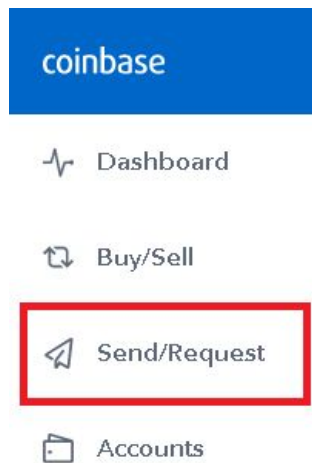 coinbase
Dashboard
Buy/Sell
Send/Request
Accounts